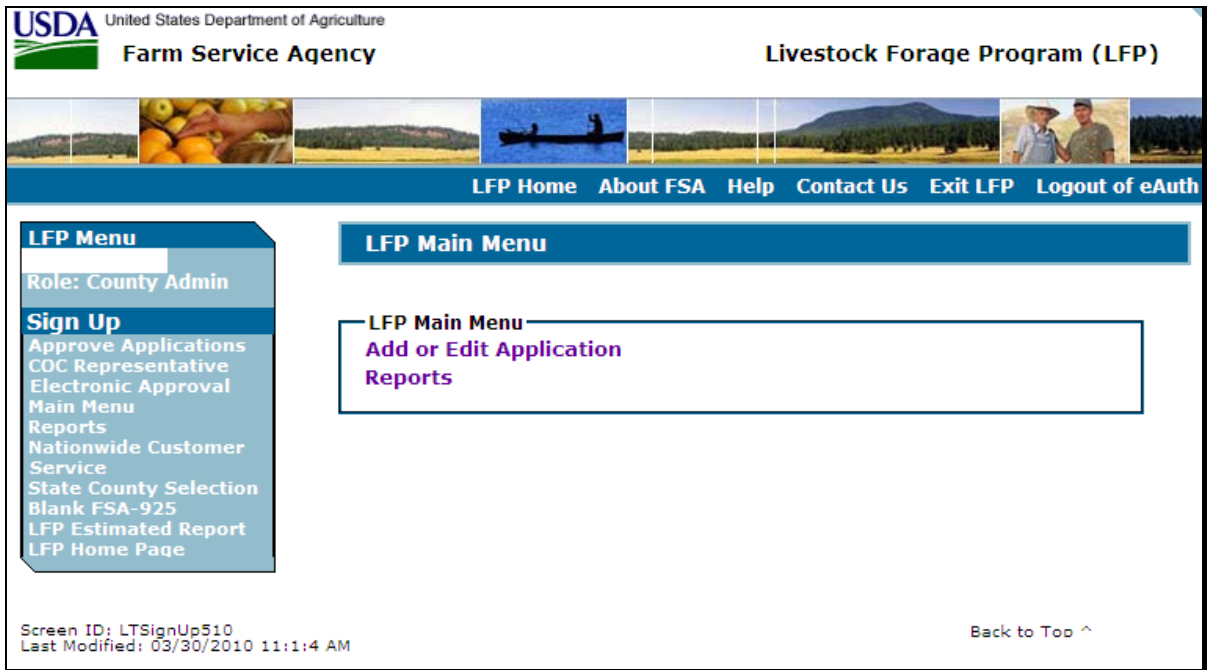 USDA United States Department of Agriculture
Farm Service Agency
Livestock Forage Program (LFP)
LFP Home About FSA Help Contact Us Exit LFP Logout of eAuth
LFP Menu
Role: County Admin
Sign Up
Approve Applications
COC Representative
Electronic Approval
Main Menu
Reports
Nationwide Customer
Service
State County Selection
Blank FSA-925
LFP Estimated Report
LFP Home Page
LFP Main Menu
LFP Main Menu
Add or Edit Application
Reports
Screen ID: LTSignUp510
Last Modified: 03/30/2010 11:1:4 AM
Back to Top ^